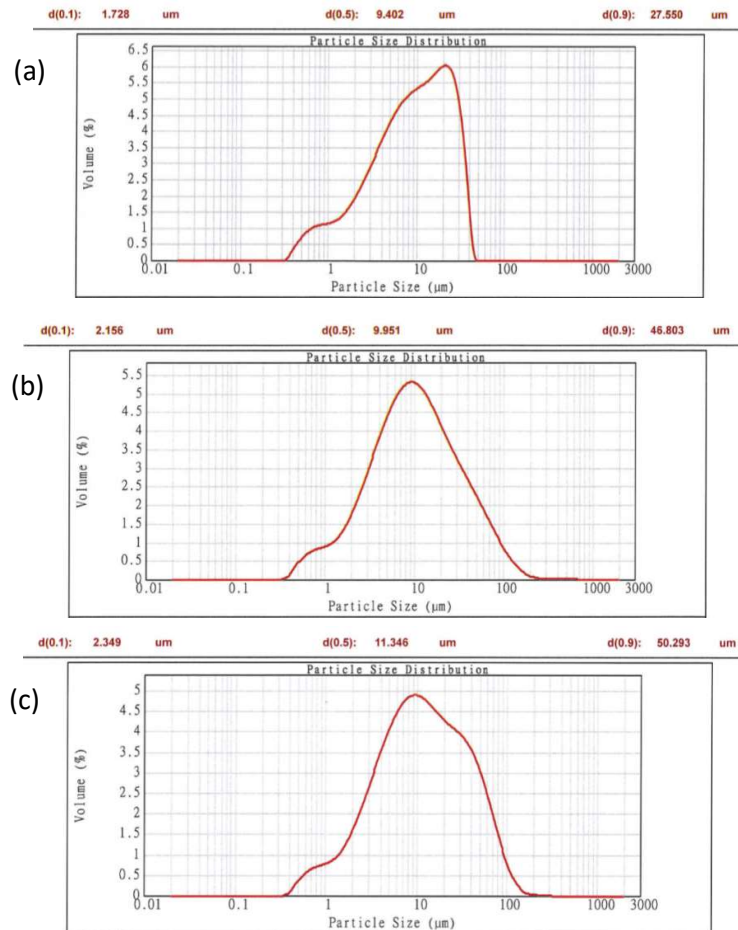 d(0.1): 1.728 um d(0.5): 9.402 um d(0.9): 27.550 um
(a)
Particle Size Distribution
Volume (%)
6.5
6
5.5
5
4.5
4
3.5
3
2.5
2
1.5
1
0.5
0
0.01 0.1 1 10 100 1000 3000
Particle Size (µm)
d(0.1): 2.156 um d(0.5): 9.951 um d(0.9): 46.803 um
(b)
Particle Size Distribution
Volume (%)
5.5
5
4.5
4
3.5
3
2.5
2
1.5
1
0.5
0
0.01 0.1 1 10 100 1000 3000
Particle Size (µm)
d(0.1): 2.349 um d(0.5): 11.346 um d(0.9): 50.293 um
(c)
Particle Size Distribution
Volume (%)
5
4.5
4
3.5
3
2.5
2
1.5
1
0.5
0
0.01 0.1 1 10 100 1000 3000
Particle Size (µm)